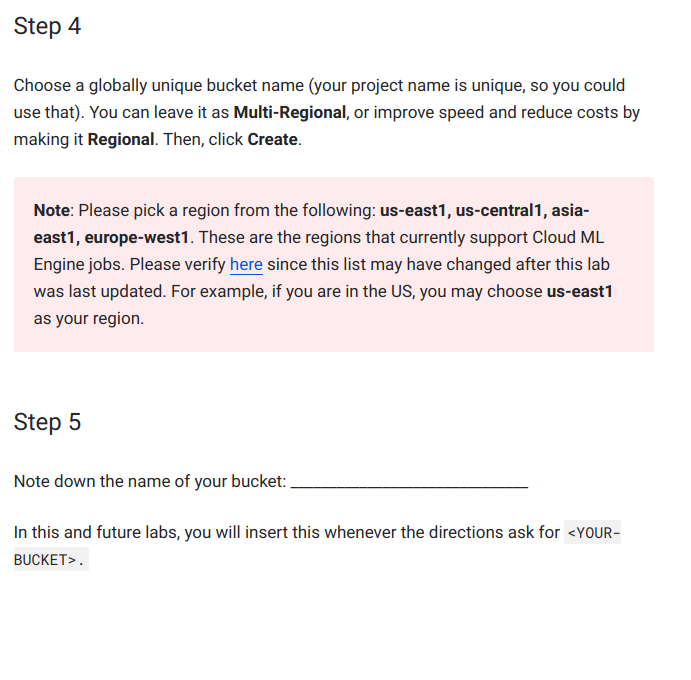 Step 4
Choose a globally unique bucket name (your project name is unique, so you could
use that). You can leave it as Multi-Regional, or improve speed and reduce costs by
making it Regional. Then, click Create.
Note: Please pick a region from the following: us-east1, us-central1, asia-
east1, europe-west1. These are the regions that currently support Cloud ML
Engine jobs. Please verify here since this list may have changed after this lab
was last updated. For example, if you are in the US, you may choose us-east1
as your region.
Step 5
Note down the name of your bucket: ______________________________
In this and future labs, you will insert this whenever the directions ask for <YOUR-
BUCKET>.